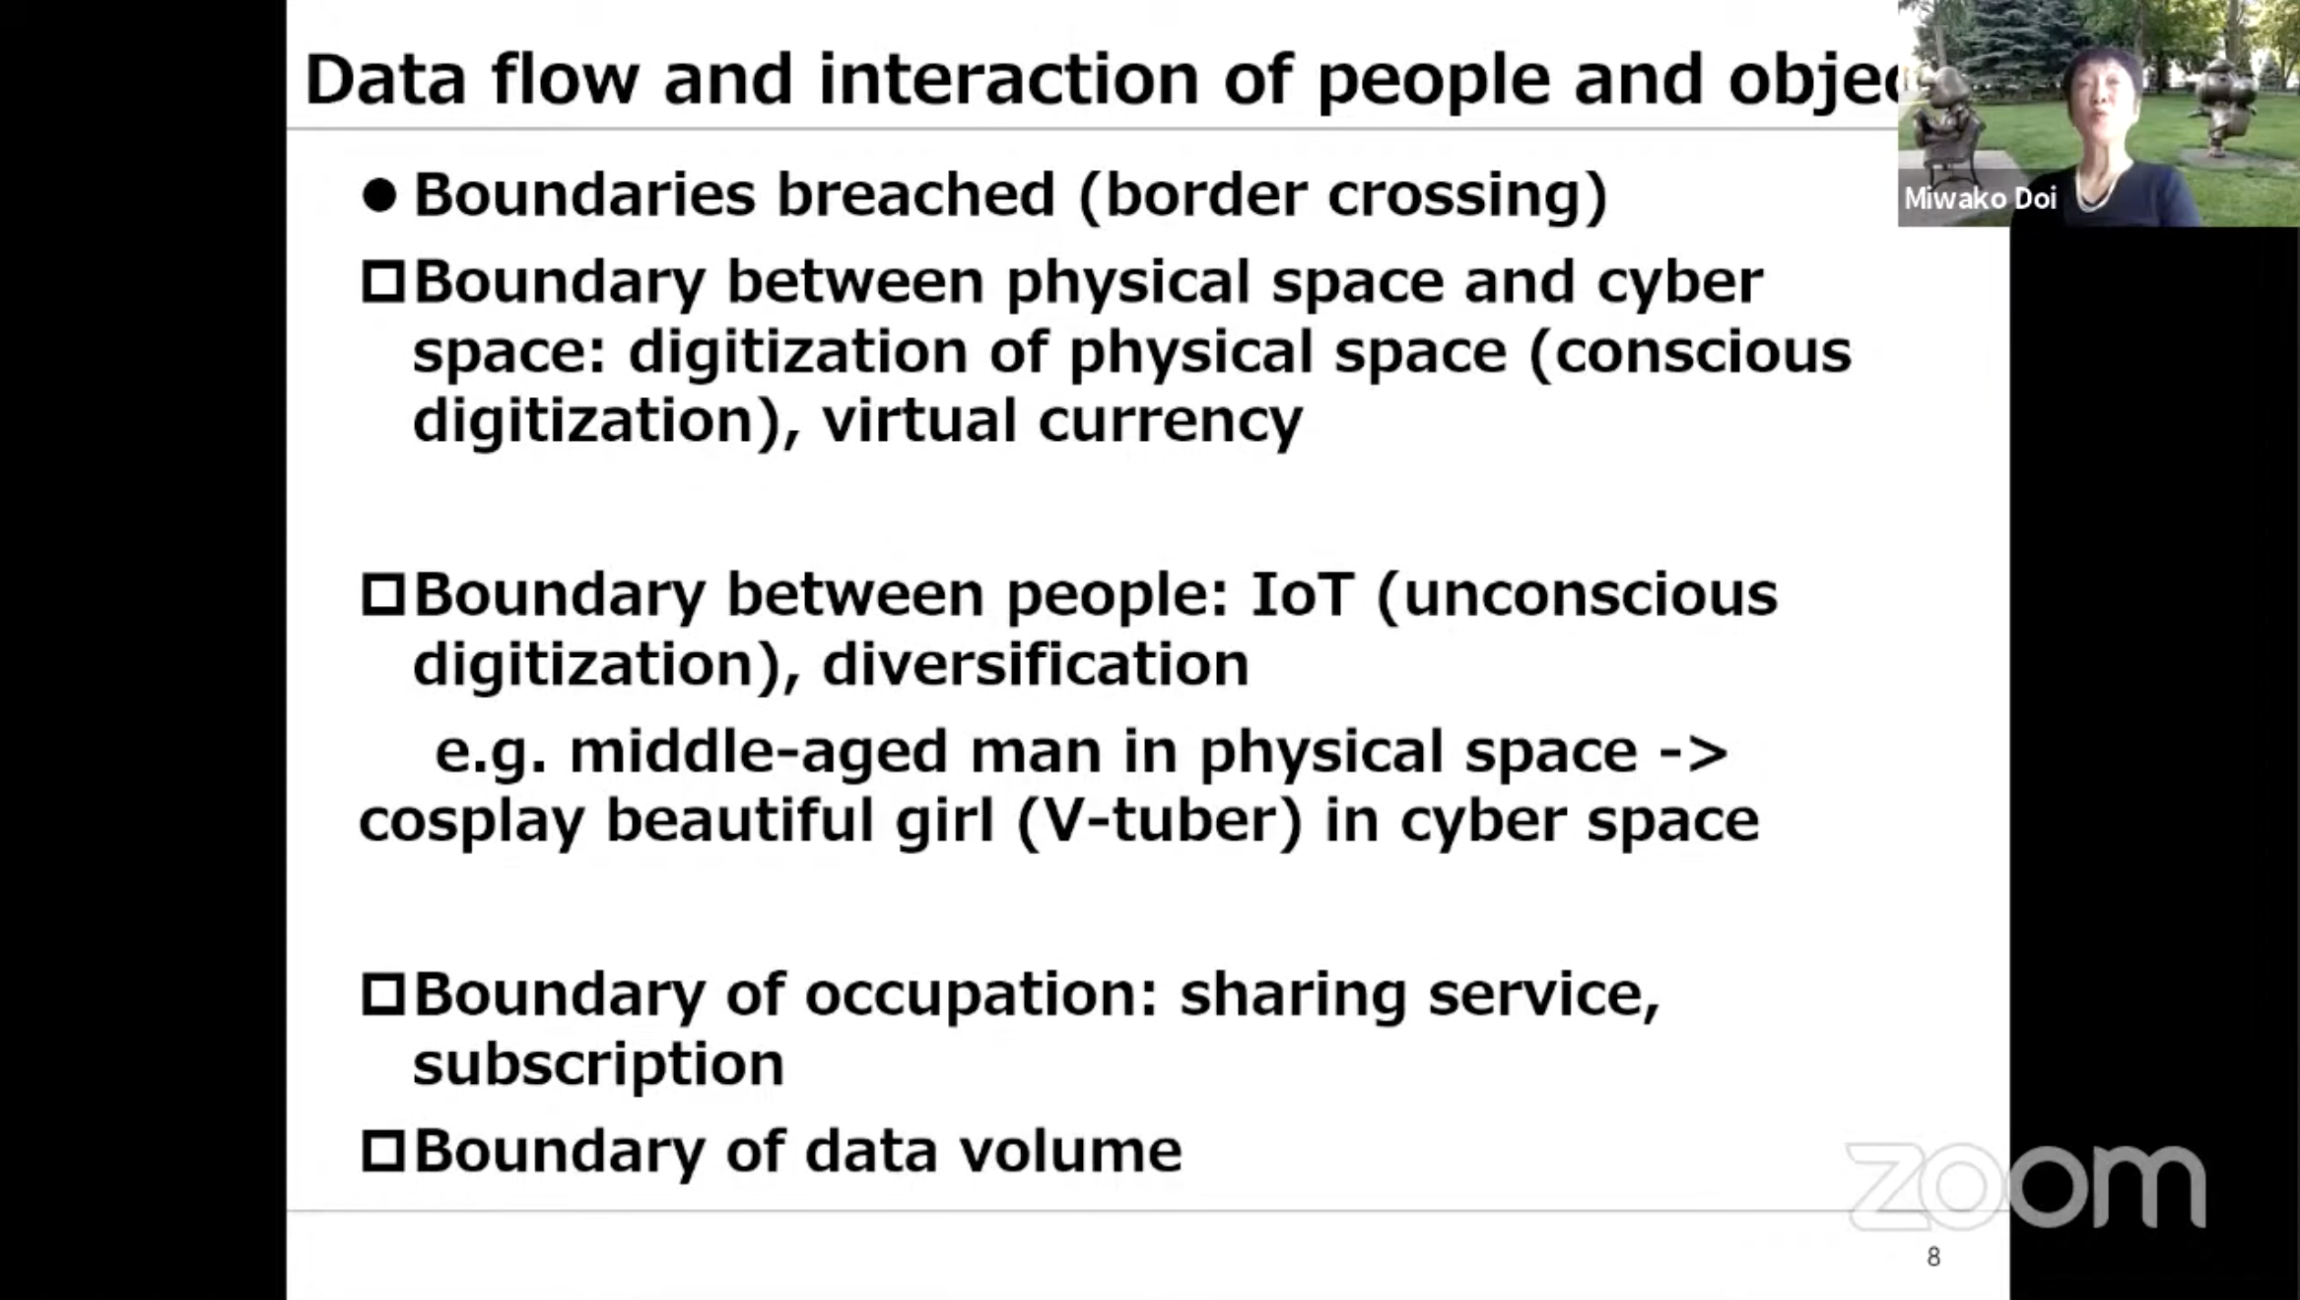 Data flow and interaction of people and objec
Miwako Doi
● Boundaries breached (border crossing)
□Boundary between physical space and cyber
space: digitization of physical space (conscious
digitization), virtual currency
□Boundary between people: IoT (unconscious
digitization), diversification
e.g. middle-aged man in physical space ->
cosplay beautiful girl (V-tuber) in cyber space
□Boundary of occupation: sharing service,
subscription
□Boundary of data volume
zoom
8